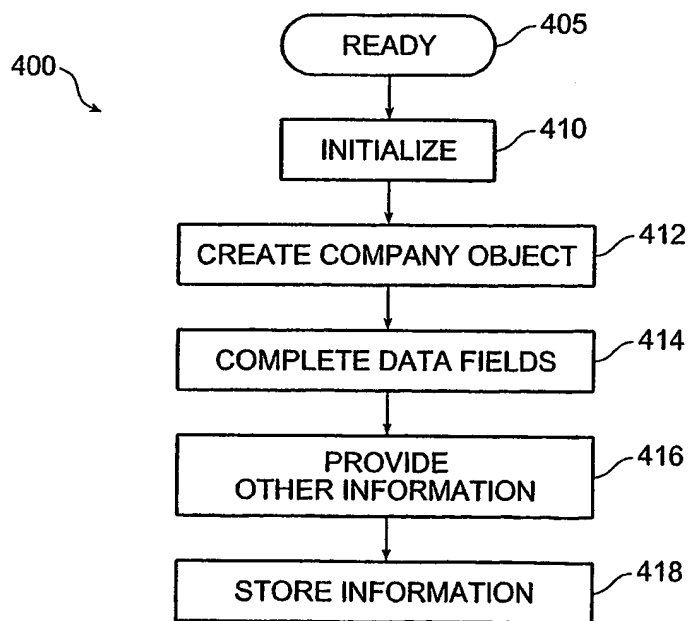 READY
405
400
INITIALIZE
410
CREATE COMPANY OBJECT
412
COMPLETE DATA FIELDS
414
PROVIDE
OTHER INFORMATION
416
STORE INFORMATION
418